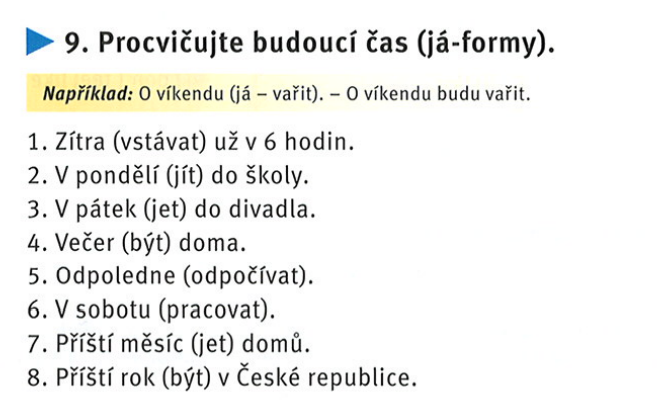 9. Procvičujte budoucí čas (já-formy).
Například: O víkendu (já – vařit). – O víkendu budu vařit.
1. Zítra (vstávat) už v 6 hodin.
2. V pondělí (jít) do školy.
3. V pátek (jet) do divadla.
4. Večer (být) doma.
5. Odpoledne (odpočívat).
6. V sobotu (pracovat).
7. Příští měsíc (jet) domů.
8. Příští rok (být) v České republice.